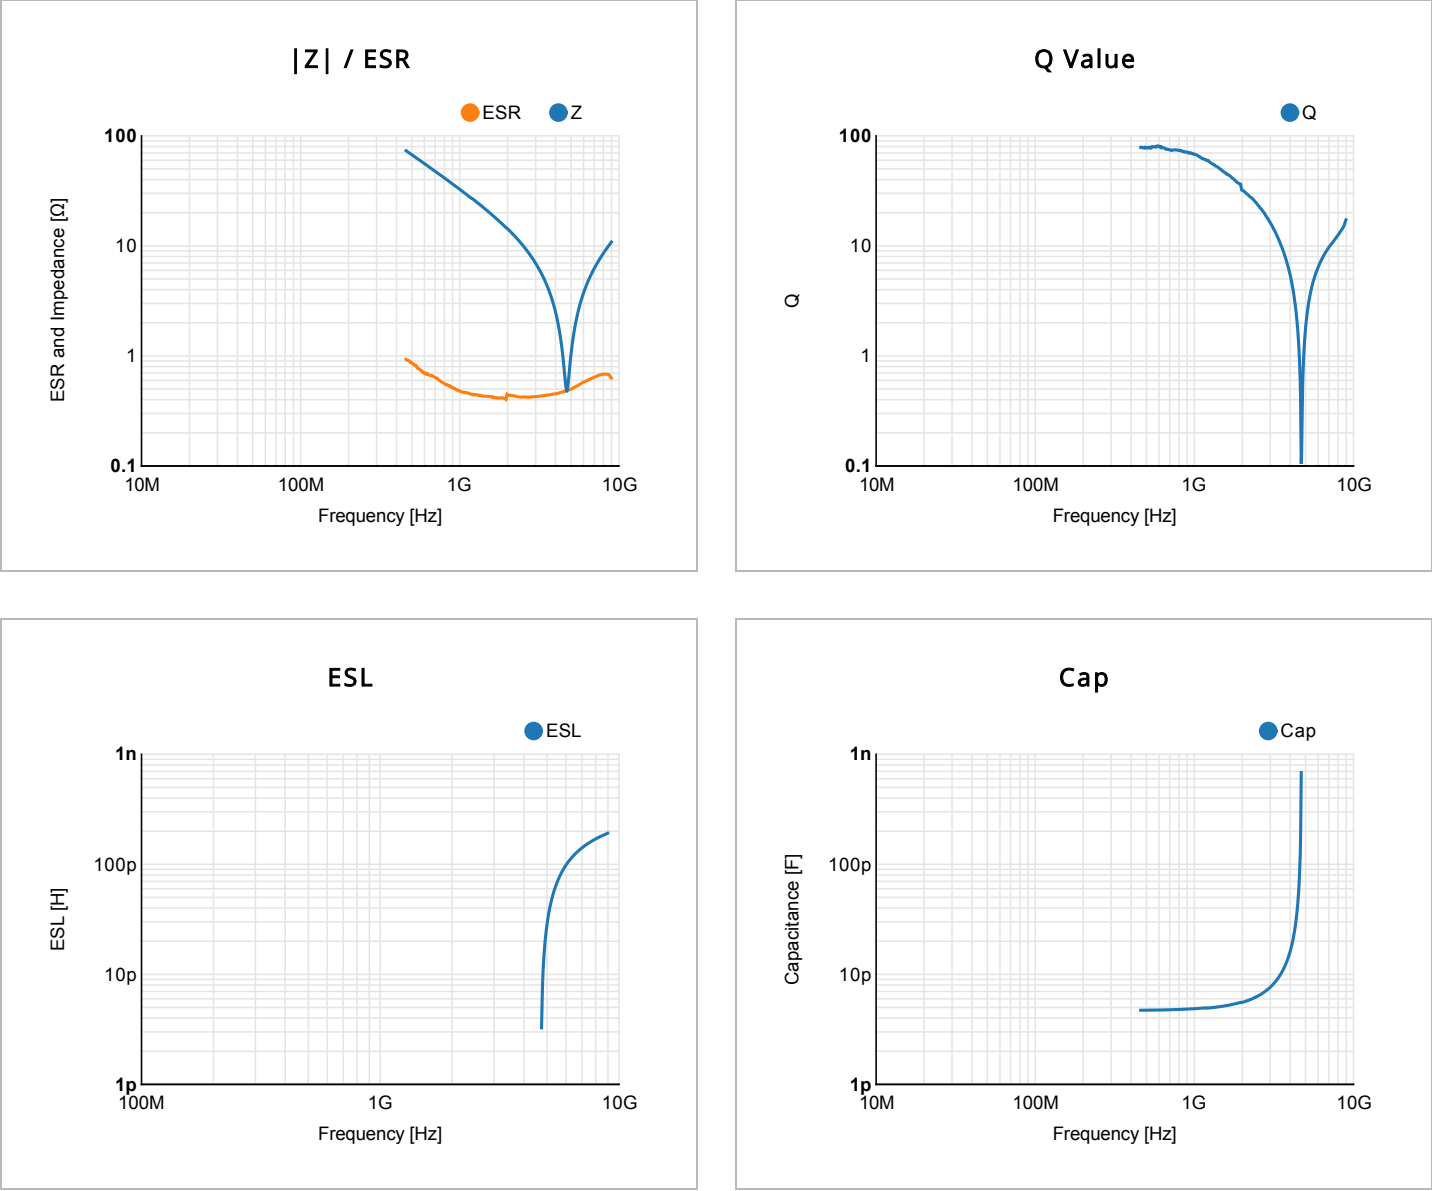 |Z| / ESR
ESR Z
100
10
1
0.1
ESR and Impedance [Ω]
10M 100M 1G 10G
Frequency [Hz]
Q Value
Q
100
10
1
0.1
Q
10M 100M 1G 10G
Frequency [Hz]
ESL
ESL
1n
100p
10p
1p
ESL [H]
100M 1G 10G
Frequency [Hz]
Cap
Cap
1n
100p
10p
1p
Capacitance [F]
10M 100M 1G 10G
Frequency [Hz]